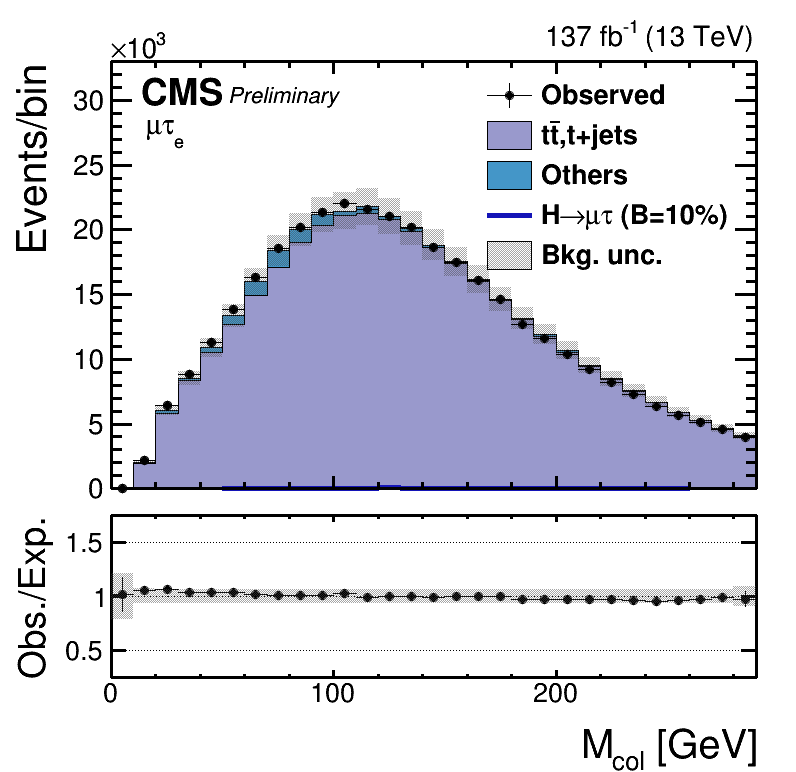 ×10³
137 fb⁻¹ (13 TeV)
Events/bin
CMS Preliminary
μτₑ
Observed
tt̄,t+jets
Others
H→μτ (B=10%)
Bkg. unc.
30
25
20
15
10
5
0
Obs./Exp.
1.5
1
0.5
0 100 200
M_col [GeV]